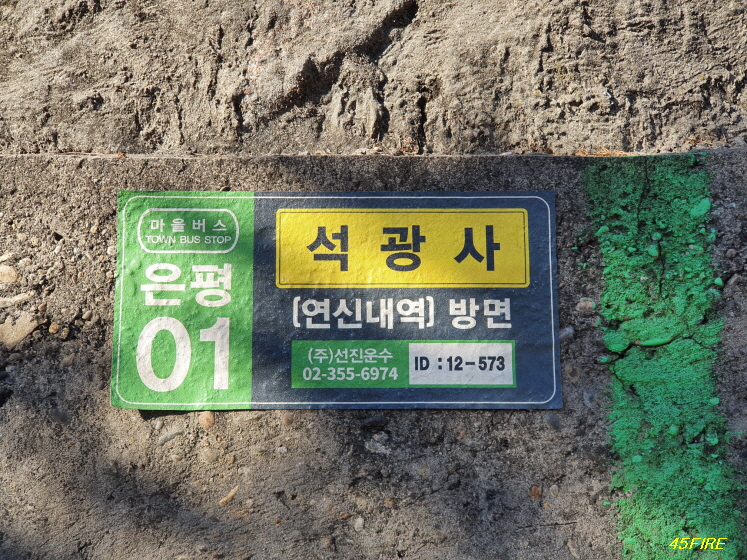 마을버스
TOWN BUS STOP
은평
01
석광사
(연신내역) 방면
(주)선진운수
02-355-6974
ID : 12-573
45FIRE